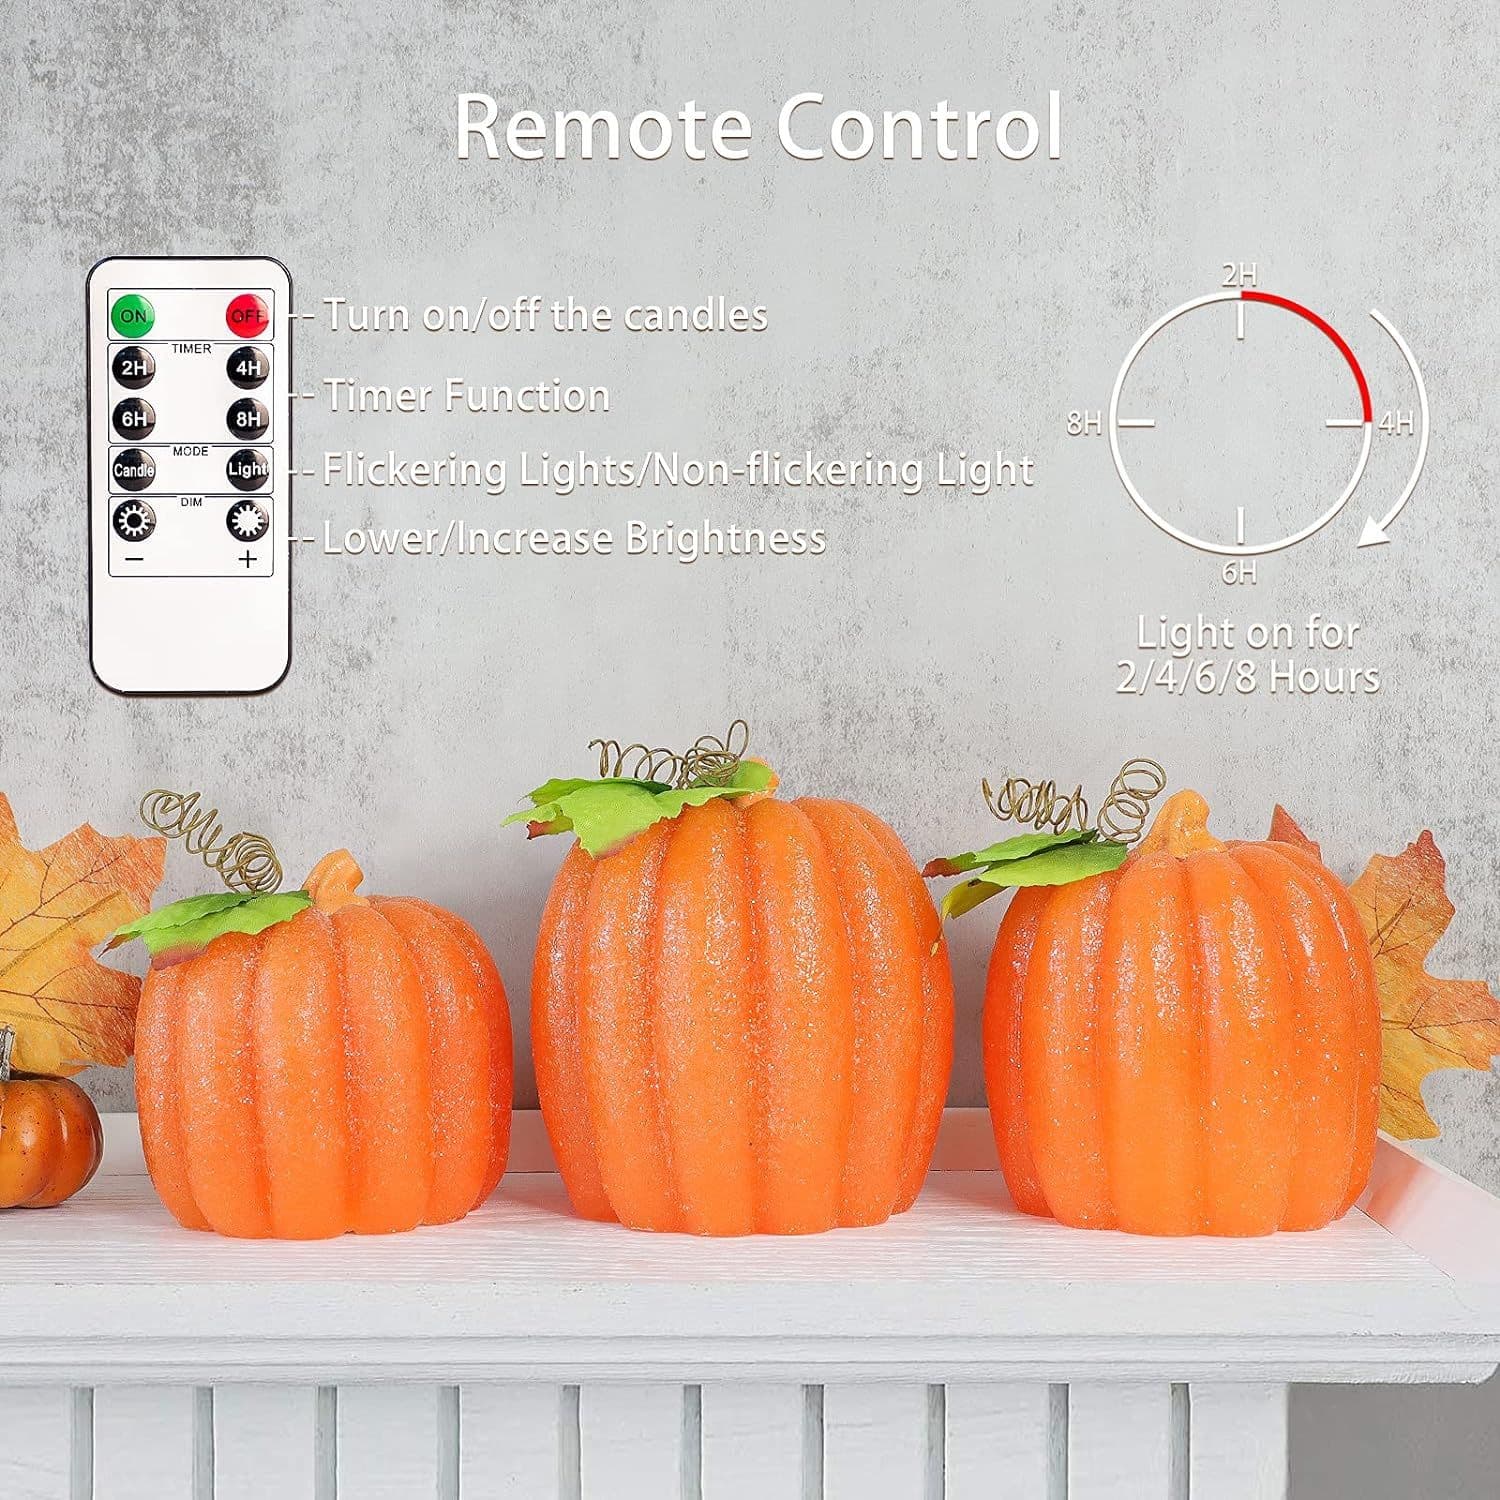 Remote Control
ON OFF
TIMER
2H 4H
6H 8H
MODE
Candle Light
DIM
− +
Turn on/off the candles
Timer Function
Flickering Lights/Non-flickering Light
Lower/Increase Brightness
2H
8H 4H
6H
Light on for
2/4/6/8 Hours